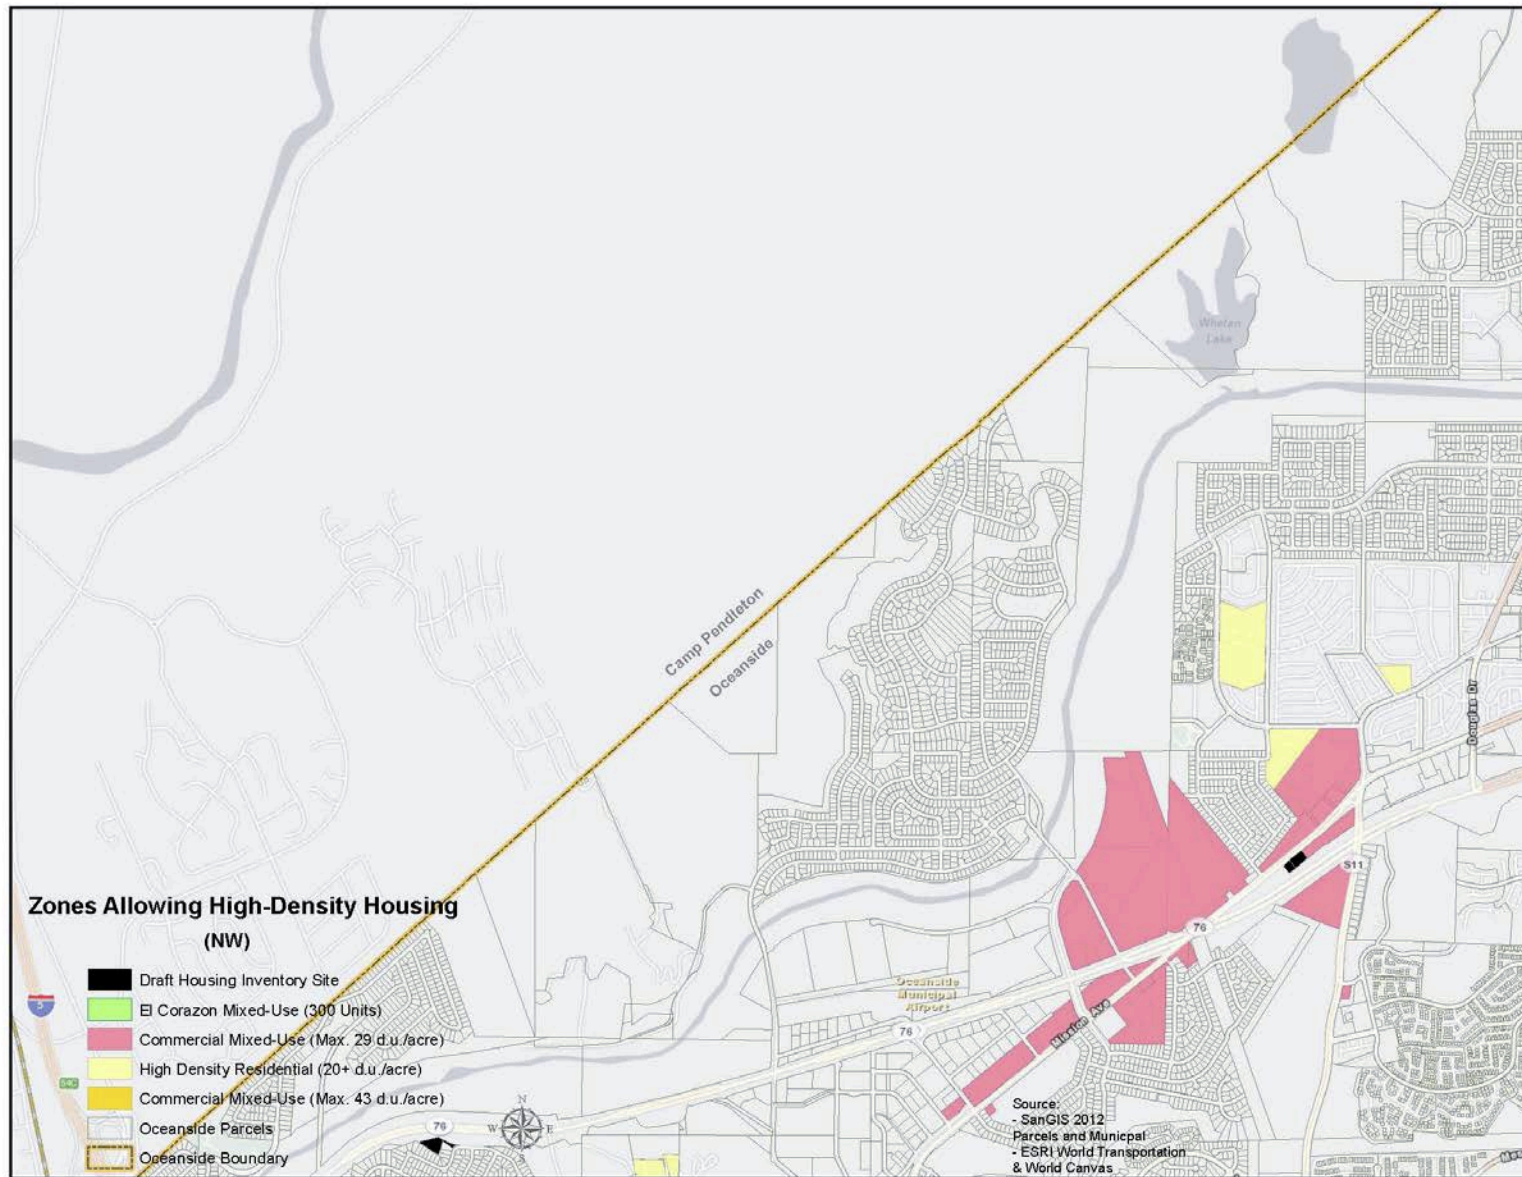 Whelan
Lake
Camp Pendleton
Oceanside
Douglas Dr
S11
76
Oceanside
Municipal
Airport
76
Mission Ave
Zones Allowing High-Density Housing
(NW)
Draft Housing Inventory Site
El Corazon Mixed-Use (300 Units)
Commercial Mixed-Use (Max. 29 d.u./acre)
High Density Residential (20+ d.u./acre)
Commercial Mixed-Use (Max. 43 d.u./acre)
Oceanside Parcels
Oceanside Boundary
5
76
N
W E
S
Source:
- SanGIS 2012
Parcels and Municpal
- ESRI World Transportation
& World Canvas